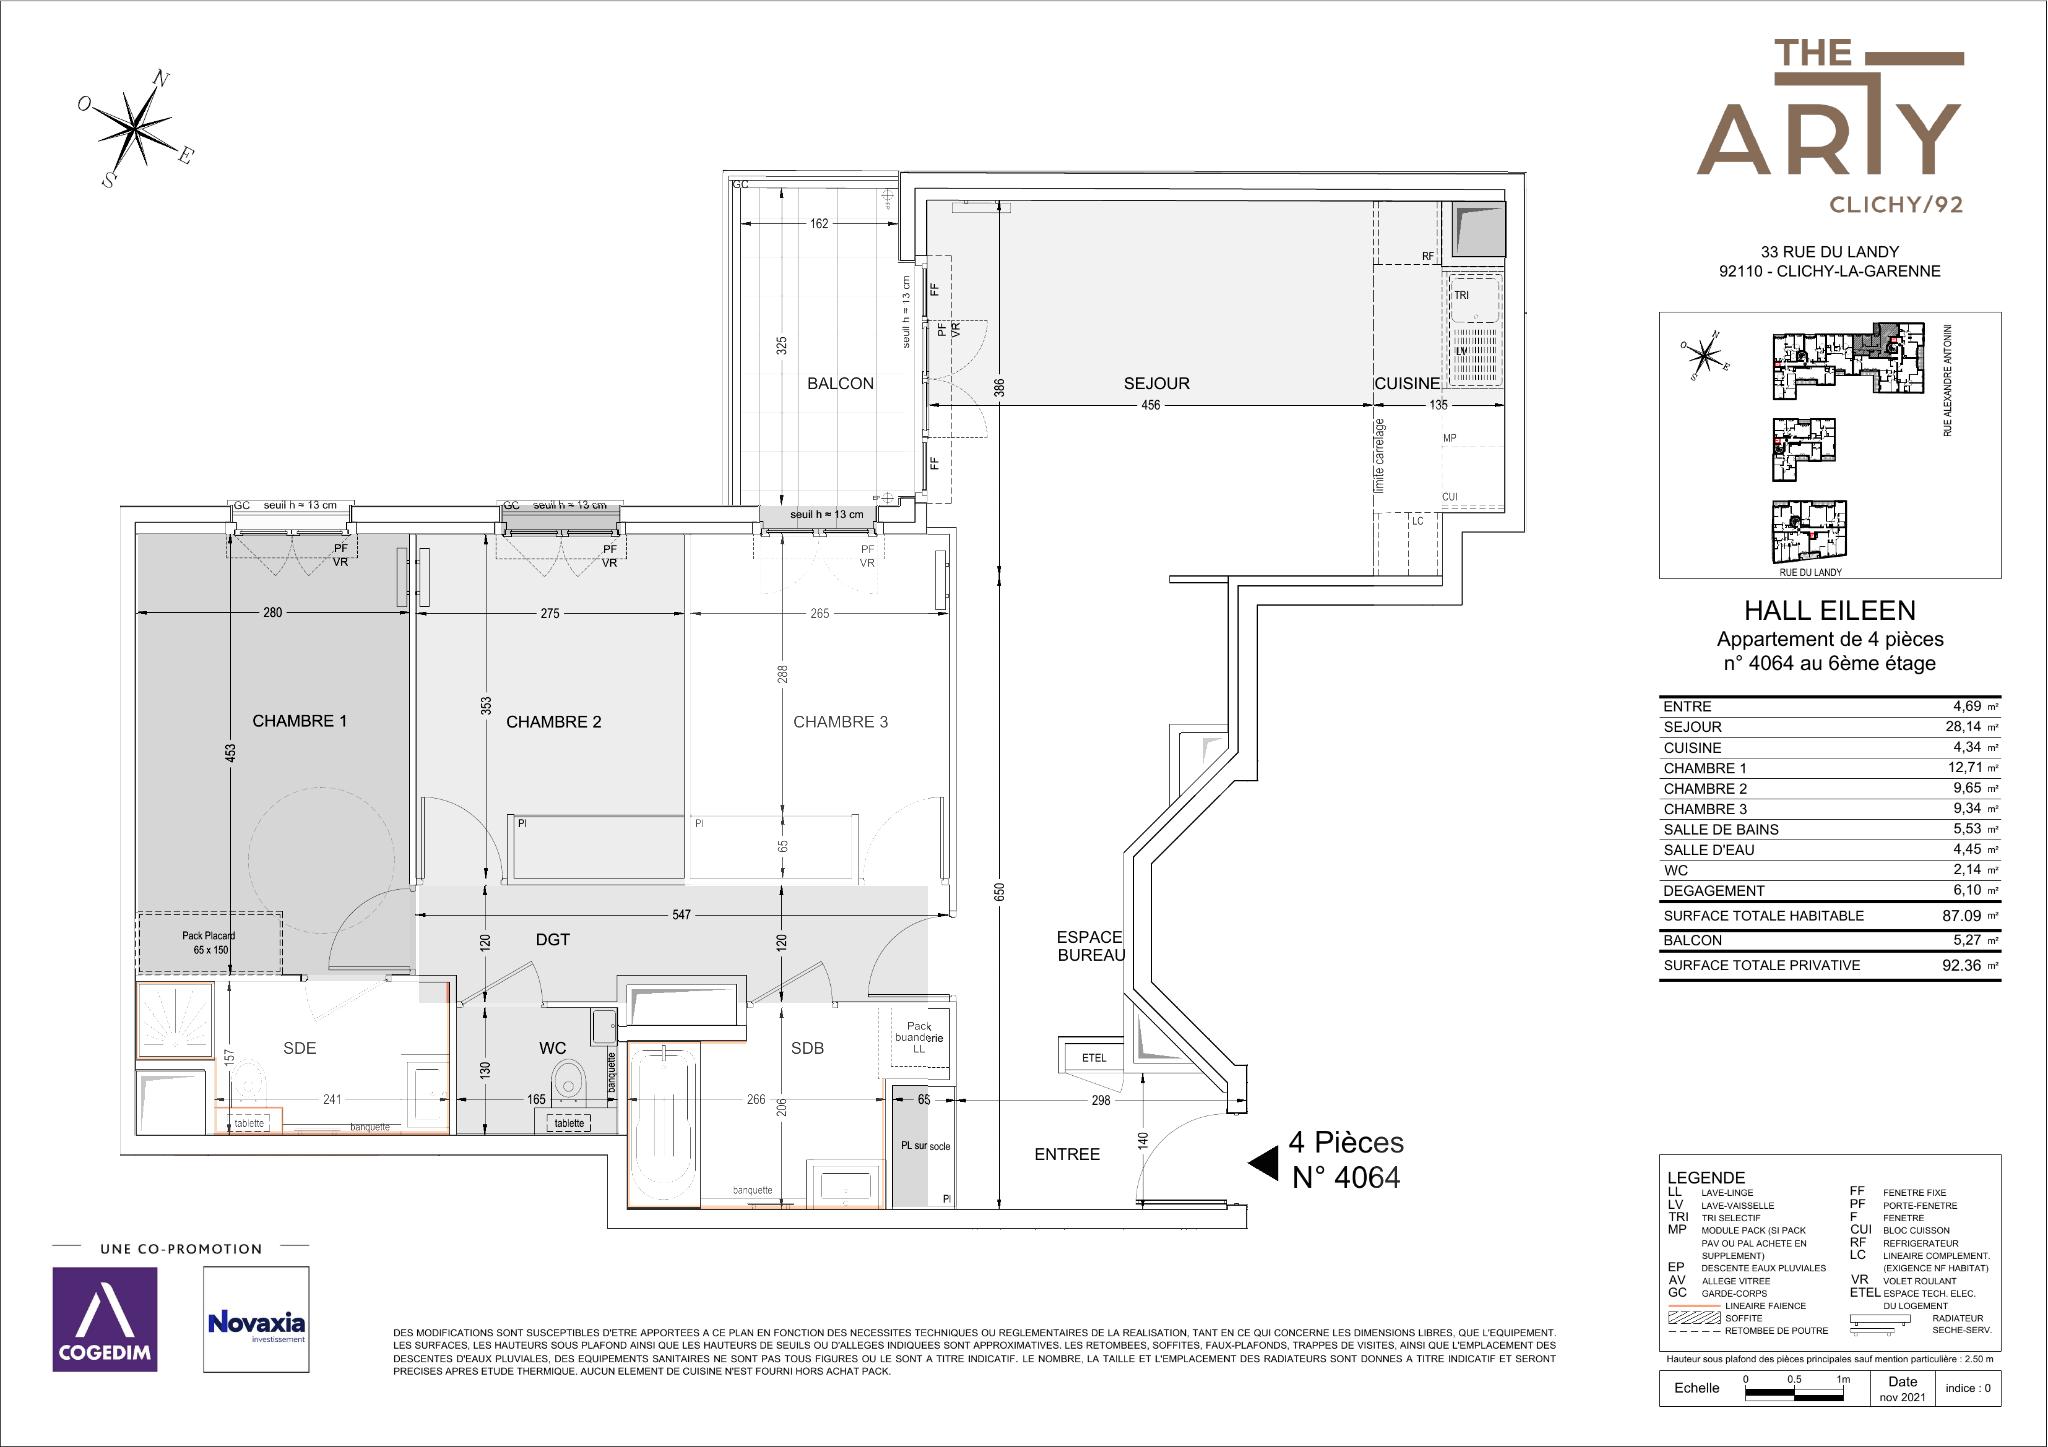 N
O
E
S
THE
ARTY
CLICHY/92
33 RUE DU LANDY
92110 - CLICHY-LA-GARENNE
N
O
E
S
RUE ALEXANDRE ANTONINI
RUE DU LANDY
HALL EILEEN
Appartement de 4 pièces
n° 4064 au 6ème étage
ENTRE 4,69 m²
SEJOUR 28,14 m²
CUISINE 4,34 m²
CHAMBRE 1 12,71 m²
CHAMBRE 2 9,65 m²
CHAMBRE 3 9,34 m²
SALLE DE BAINS 5,53 m²
SALLE D'EAU 4,45 m²
WC 2,14 m²
DEGAGEMENT 6,10 m²
SURFACE TOTALE HABITABLE 87.09 m²
BALCON 5,27 m²
SURFACE TOTALE PRIVATIVE 92.36 m²
GC
162
EP
seuil h ≈ 13 cm
FF
PF
VR
325
BALCON
FF
EP
386
SEJOUR
456
CUISINE
135
RF
TRI
LV
MP
limite carrelage
CUI
LC
GC seuil h ≈ 13 cm
GC seuil h ≈ 13 cm
seuil h ≈ 13 cm
PF
VR
PF
VR
PF
VR
280
275
265
288
353
453
CHAMBRE 1
CHAMBRE 2
CHAMBRE 3
PI
PI
65
650
547
DGT
120
120
Pack Placard
65 x 150
ESPACE
BUREAU
SDE
157
241
tablette
banquette
WC
130
165
banquette
tablette
SDB
266
206
banquette
Pack
buanderie
LL
65
PL sur socle
PI
ETEL
298
140
ENTREE
4 Pièces
N° 4064
UNE CO-PROMOTION
COGEDIM
Novaxia
investissement
DES MODIFICATIONS SONT SUSCEPTIBLES D'ETRE APPORTEES A CE PLAN EN FONCTION DES NECESSITES TECHNIQUES OU REGLEMENTAIRES DE LA REALISATION, TANT EN CE QUI CONCERNE LES DIMENSIONS LIBRES, QUE L'EQUIPEMENT.
LES SURFACES, LES HAUTEURS SOUS PLAFOND AINSI QUE LES HAUTEURS DE SEUILS OU D'ALLEGES INDIQUEES SONT APPROXIMATIVES. LES RETOMBEES, SOFFITES, FAUX-PLAFONDS, TRAPPES DE VISITES, AINSI QUE L'EMPLACEMENT DES
DESCENTES D'EAUX PLUVIALES, DES EQUIPEMENTS SANITAIRES NE SONT PAS TOUS FIGURES OU LE SONT A TITRE INDICATIF. LE NOMBRE, LA TAILLE ET L'EMPLACEMENT DES RADIATEURS SONT DONNES A TITRE INDICATIF ET SERONT
PRECISES APRES ETUDE THERMIQUE. AUCUN ELEMENT DE CUISINE N'EST FOURNI HORS ACHAT PACK.
LEGENDE
LL LAVE-LINGE
LV LAVE-VAISSELLE
TRI TRI SELECTIF
MP MODULE PACK (SI PACK
PAV OU PAL ACHETE EN
SUPPLEMENT)
EP DESCENTE EAUX PLUVIALES
AV ALLEGE VITREE
GC GARDE-CORPS
LINEAIRE FAIENCE
SOFFITE
RETOMBEE DE POUTRE
FF FENETRE FIXE
PF PORTE-FENETRE
F FENETRE
CUI BLOC CUISSON
RF REFRIGERATEUR
LC LINEAIRE COMPLEMENT.
(EXIGENCE NF HABITAT)
VR VOLET ROULANT
ETEL ESPACE TECH. ELEC.
DU LOGEMENT
RADIATEUR
SECHE-SERV.
Hauteur sous plafond des pièces principales sauf mention particulière : 2.50 m
Echelle 0 0.5 1m
Date
nov 2021
indice : 0